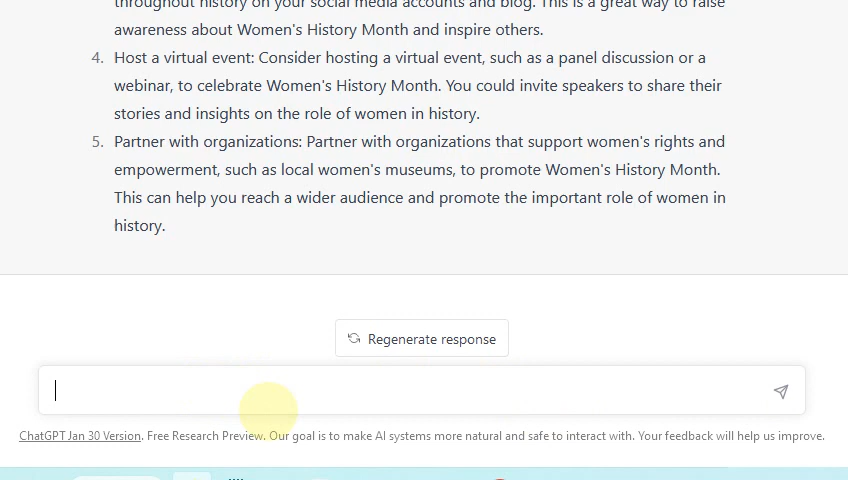 throughout history on your social media accounts and blog. This is a great way to raise
awareness about Women's History Month and inspire others.
4. Host a virtual event: Consider hosting a virtual event, such as a panel discussion or a
webinar, to celebrate Women's History Month. You could invite speakers to share their
stories and insights on the role of women in history.
5. Partner with organizations: Partner with organizations that support women's rights and
empowerment, such as local women's museums, to promote Women's History Month.
This can help you reach a wider audience and promote the important role of women in
history.
Regenerate response
ChatGPT Jan 30 Version. Free Research Preview. Our goal is to make AI systems more natural and safe to interact with. Your feedback will help us improve.